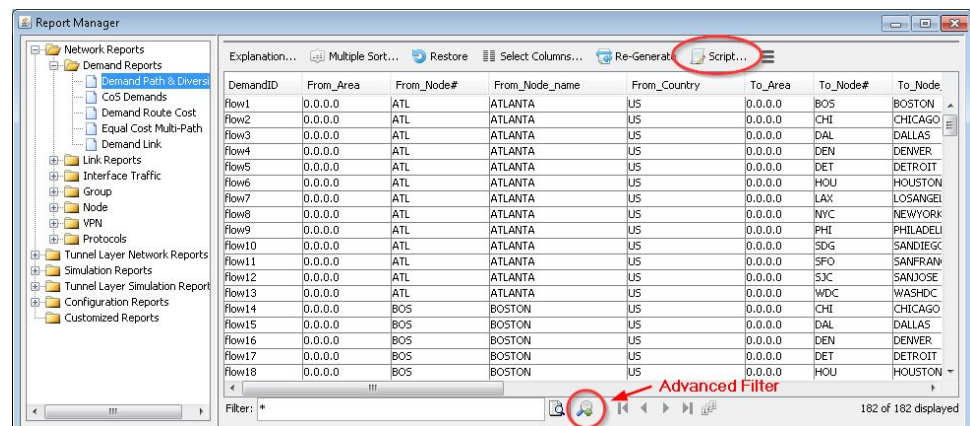 Report Manager
Network Reports
Demand Reports
Demand Path & Diversi
CoS Demands
Demand Route Cost
Equal Cost Multi-Path
Demand Link
Link Reports
Interface Traffic
Group
Node
VPN
Protocols
Tunnel Layer Network Reports
Simulation Reports
Tunnel Layer Simulation Report
Configuration Reports
Customized Reports
Explanation... Multiple Sort... Restore Select Columns... Re-Generate Script...
DemandID From_Area From_Node# From_Node_name From_Country To_Area To_Node# To_Node_
flow1 0.0.0.0 ATL ATLANTA US 0.0.0.0 BOS BOSTON
flow2 0.0.0.0 ATL ATLANTA US 0.0.0.0 CHI CHICAGO
flow3 0.0.0.0 ATL ATLANTA US 0.0.0.0 DAL DALLAS
flow4 0.0.0.0 ATL ATLANTA US 0.0.0.0 DEN DENVER
flow5 0.0.0.0 ATL ATLANTA US 0.0.0.0 DET DETROIT
flow6 0.0.0.0 ATL ATLANTA US 0.0.0.0 HOU HOUSTON
flow7 0.0.0.0 ATL ATLANTA US 0.0.0.0 LAX LOSANGEL
flow8 0.0.0.0 ATL ATLANTA US 0.0.0.0 NYC NEWYORK
flow9 0.0.0.0 ATL ATLANTA US 0.0.0.0 PHI PHILADEL
flow10 0.0.0.0 ATL ATLANTA US 0.0.0.0 SDG SANDIEGO
flow11 0.0.0.0 ATL ATLANTA US 0.0.0.0 SFO SANFRAN
flow12 0.0.0.0 ATL ATLANTA US 0.0.0.0 SJC SANJOSE
flow13 0.0.0.0 ATL ATLANTA US 0.0.0.0 WDC WASHDC
flow14 0.0.0.0 BOS BOSTON US 0.0.0.0 CHI CHICAGO
flow15 0.0.0.0 BOS BOSTON US 0.0.0.0 DAL DALLAS
flow16 0.0.0.0 BOS BOSTON US 0.0.0.0 DEN DENVER
flow17 0.0.0.0 BOS BOSTON US 0.0.0.0 DET DETROIT
flow18 0.0.0.0 BOS BOSTON US 0.0.0.0 HOU HOUSTON
Advanced Filter
Filter: * 182 of 182 displayed